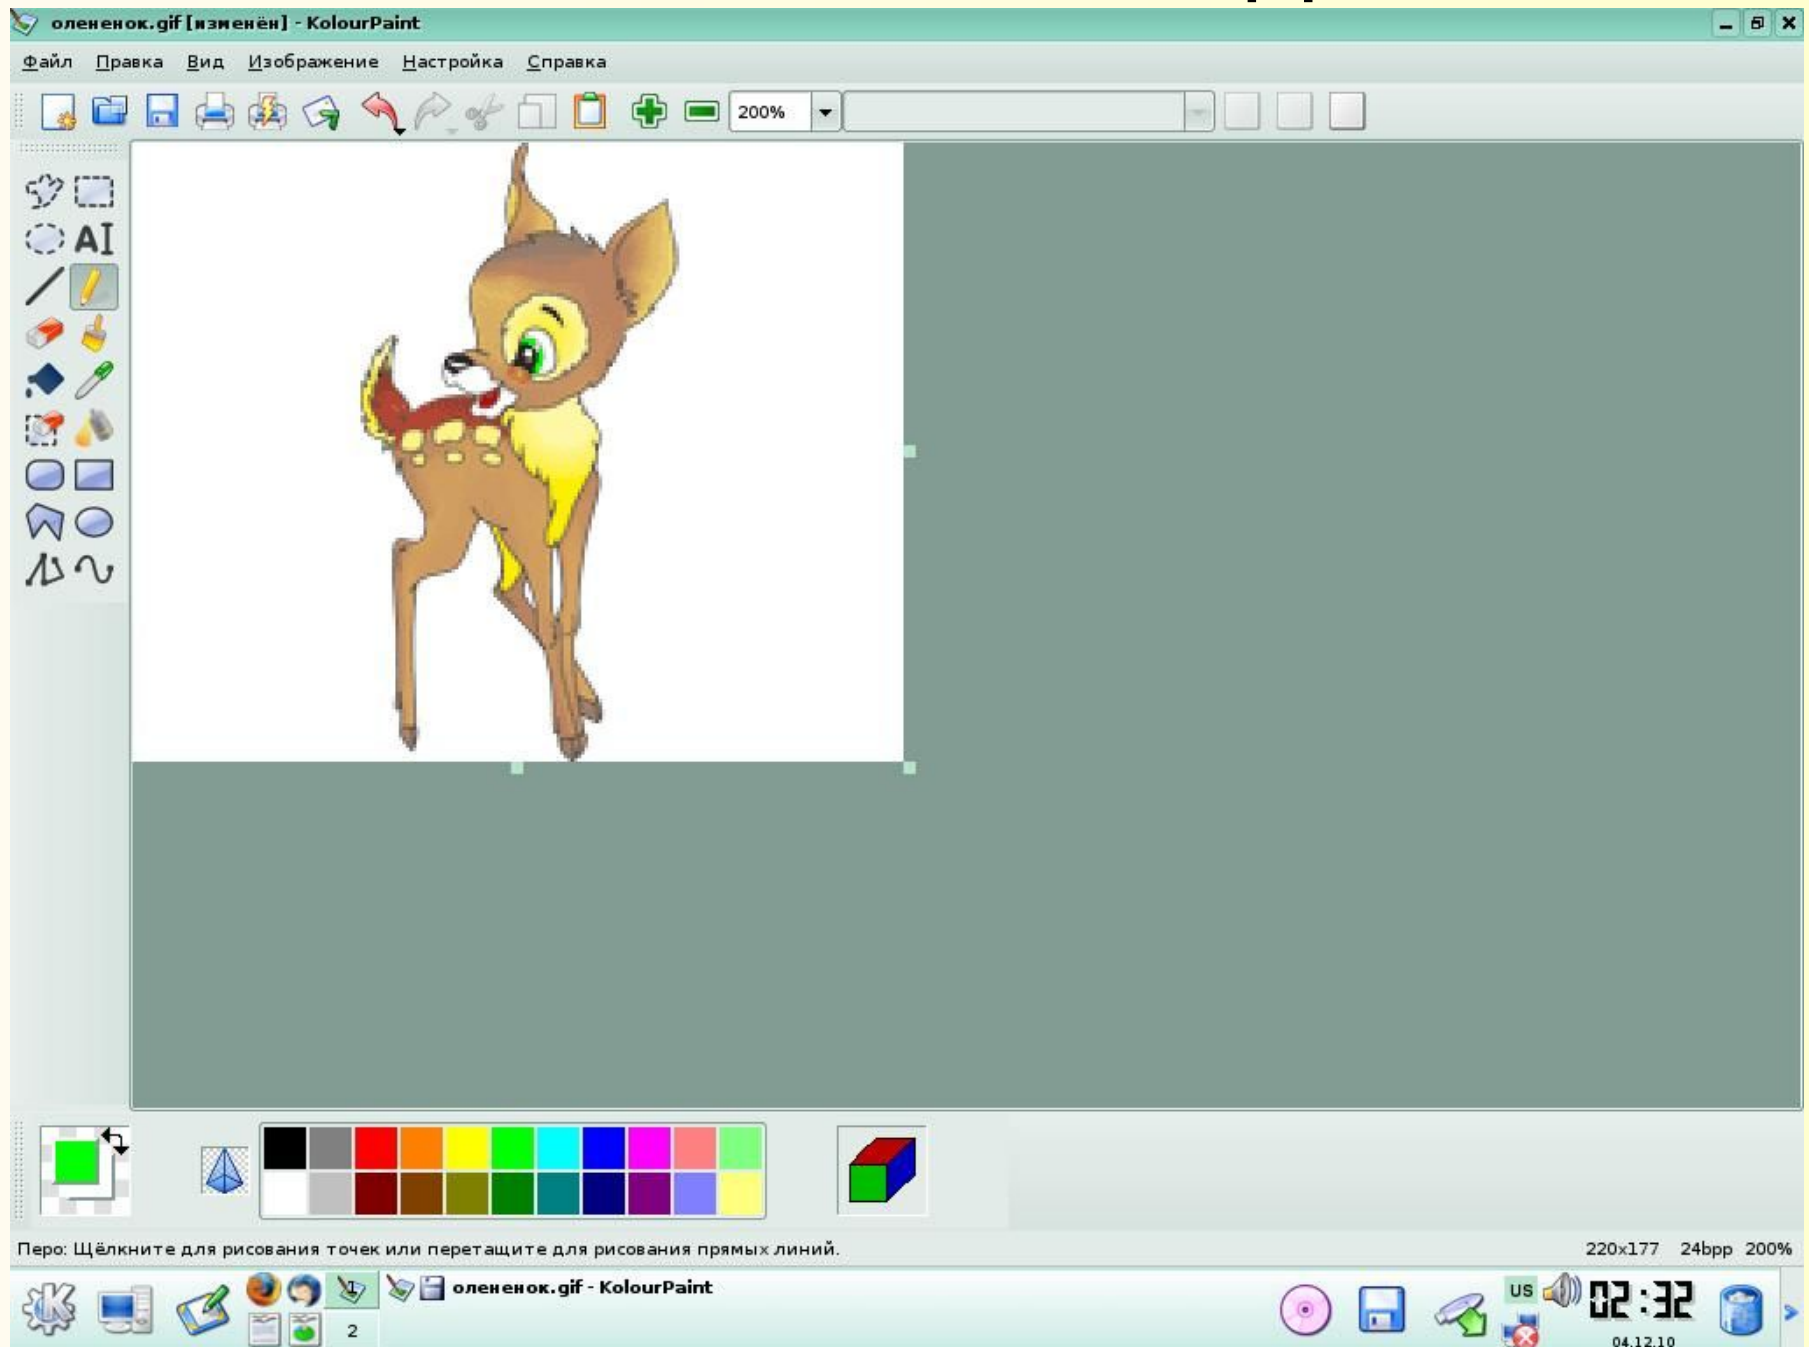 олененок.gif [изменён] - KolourPaint
Файл Правка Вид Изображение Настройка Справка
200%
AI
Перо: Щёлкните для рисования точек или перетащите для рисования прямых линий.
220x177 24bpp 200%
1
олененок.gif - KolourPaint
2
US
02:32
04.12.10